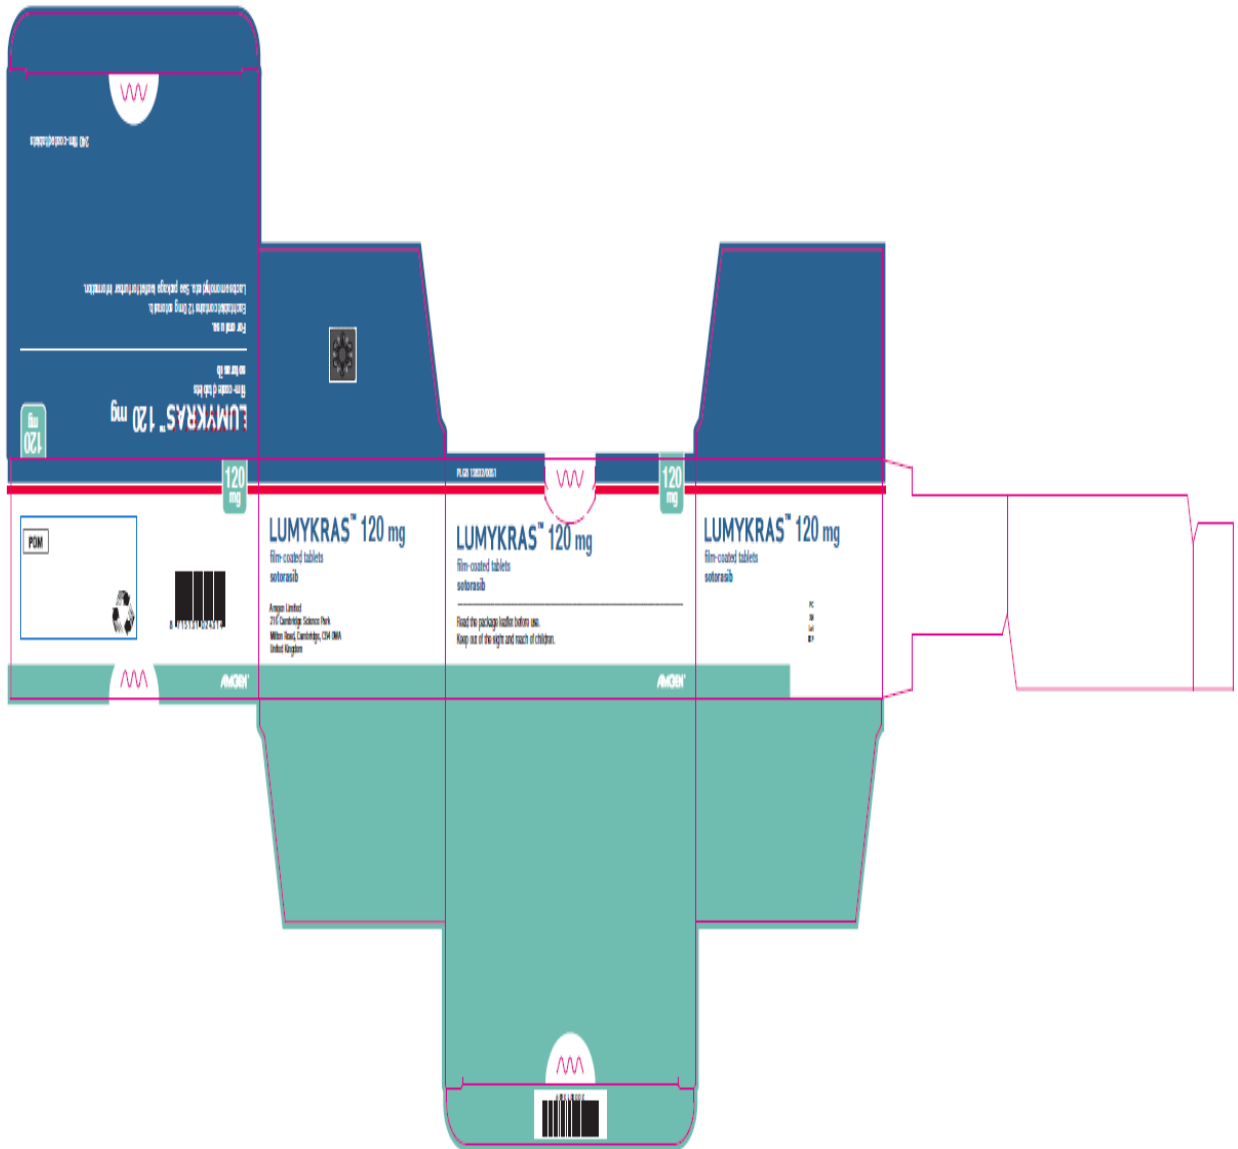 240 film-coated tablets
Lactose monohydrate. See package leaflet for further information.
Each tablet contains 120 mg sotorasib.
For oral use.
sotorasib
film-coated tablets
LUMYKRAS™ 120 mg
120
mg
120
mg
POM
AMGEN®
LUMYKRAS™ 120 mg
film-coated tablets
sotorasib
Amgen Limited
216 Cambridge Science Park
Milton Road, Cambridge, CB4 0WA
United Kingdom
120
mg
LUMYKRAS™ 120 mg
film-coated tablets
sotorasib
Read the package leaflet before use.
Keep out of the sight and reach of children.
AMGEN®
LUMYKRAS™ 120 mg
film-coated tablets
sotorasib
PC
SN
Lot